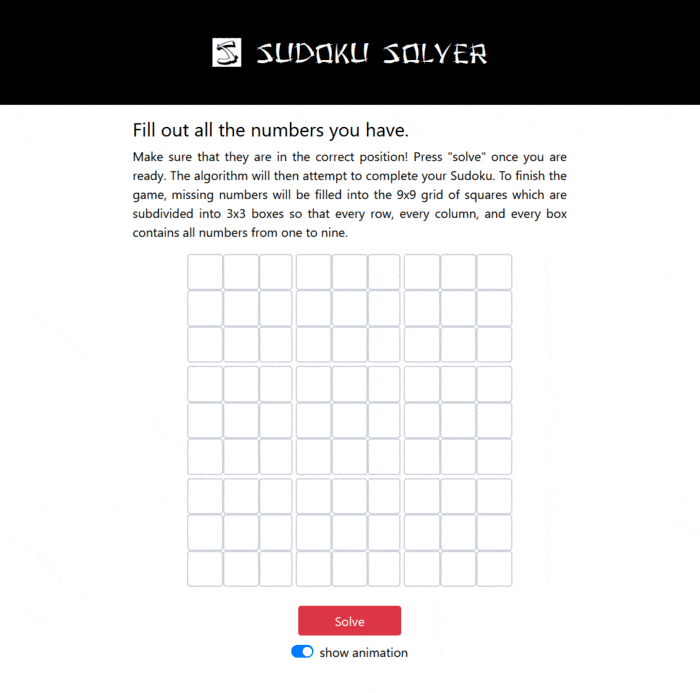 S SUDOKU SOLVER
Fill out all the numbers you have.
Make sure that they are in the correct position! Press "solve" once you are
ready. The algorithm will then attempt to complete your Sudoku. To finish the
game, missing numbers will be filled into the 9x9 grid of squares which are
subdivided into 3x3 boxes so that every row, every column, and every box
contains all numbers from one to nine.
Solve
show animation